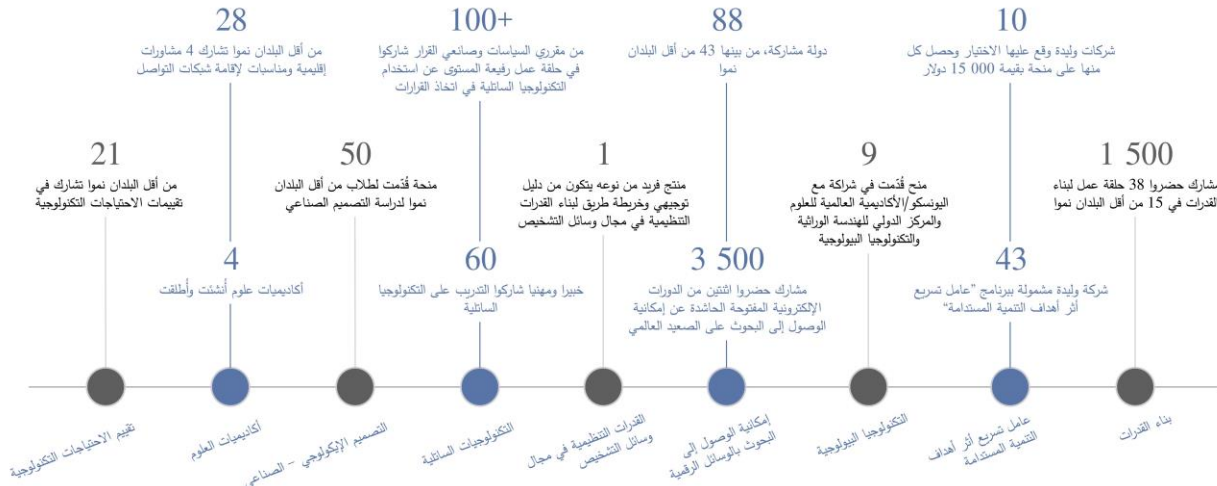 10
شركات وليدة وقع عليها الاختيار وحصل كل
منها على منحة بقيمة 000 15 دولار
88
دولة مشاركة، من بينها 43 من أقل البلدان
نموا
100+
من مقرري السياسات وصانعي القرار شاركوا
في حلقة عمل رفيعة المستوى عن استخدام
التكنولوجيا الساتلية في اتخاذ القرارات
28
من أقل البلدان نموا تشارك 4 مشاورات
إقليمية ومناسبات لإقامة شبكات التواصل
1 500
مشارك حضروا 38 حلقة عمل لبناء
القدرات في 15 من أقل البلدان نموا
9
منح قُدّمت في شراكة مع
اليونسكو/الأكاديمية العالمية للعلوم
والمركز الدولي للهندسة الوراثية
والتكنولوجيا البيولوجية
1
منتج فريد من نوعه يتكون من دليل
توجيهي وخريطة طريق لبناء القدرات
التنظيمية في مجال وسائل التشخيص
50
منحة قُدّمت لطلاب من أقل البلدان
نموا لدراسة التصميم الصناعي
21
من أقل البلدان نموا تشارك في
تقييمات الاحتياجات التكنولوجية
43
شركة وليدة مشمولة ببرنامج ”عامل تسريع
أثر أهداف التنمية المستدامة“
3 500
مشارك حضروا اثنتين من الدورات
الإلكترونية المفتوحة الحاشدة عن إمكانية
الوصول إلى البحوث على الصعيد العالمي
60
خبيرا ومهنيا شاركوا التدريب على التكنولوجيا
الساتلية
4
أكاديميات علوم أُنشئت وأُطلقت
بناء القدرات
عامل تسريع أثر أهداف
التنمية المستدامة
التكنولوجيا البيولوجية
إمكانية الوصول إلى
البحوث بالوسائل الرقمية
القدرات التنظيمية في مجال
وسائل التشخيص
التكنولوجيات الساتلية
التصميم الإيكولوجي – الصناعي
أكاديميات العلوم
تقييم الاحتياجات التكنولوجية